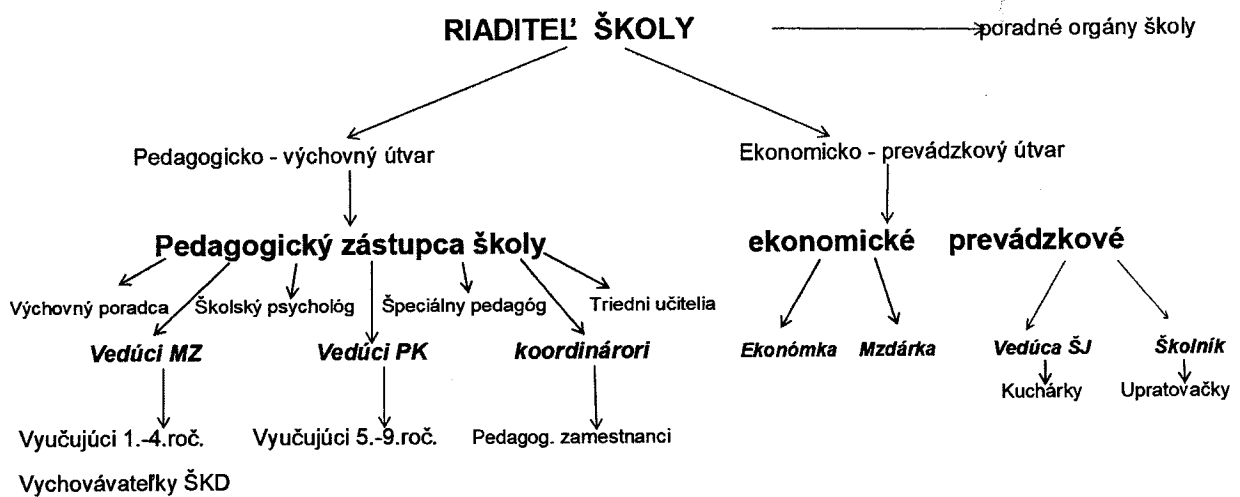 RIADITEĽ ŠKOLY
poradné orgány školy
Pedagogicko - výchovný útvar
Ekonomicko - prevádzkový útvar
Pedagogický zástupca školy
ekonomické prevádzkové
Výchovný poradca
Školský psychológ
Špeciálny pedagóg
Triedni učitelia
Vedúci MZ
Vedúci PK
koordinárori
Ekonómka
Mzdárka
Vedúca ŠJ
Školník
Kuchárky
Upratovačky
Vyučujúci 1.-4.roč.
Vyučujúci 5.-9.roč.
Pedagog. zamestnanci
Vychovávateľky ŠKD